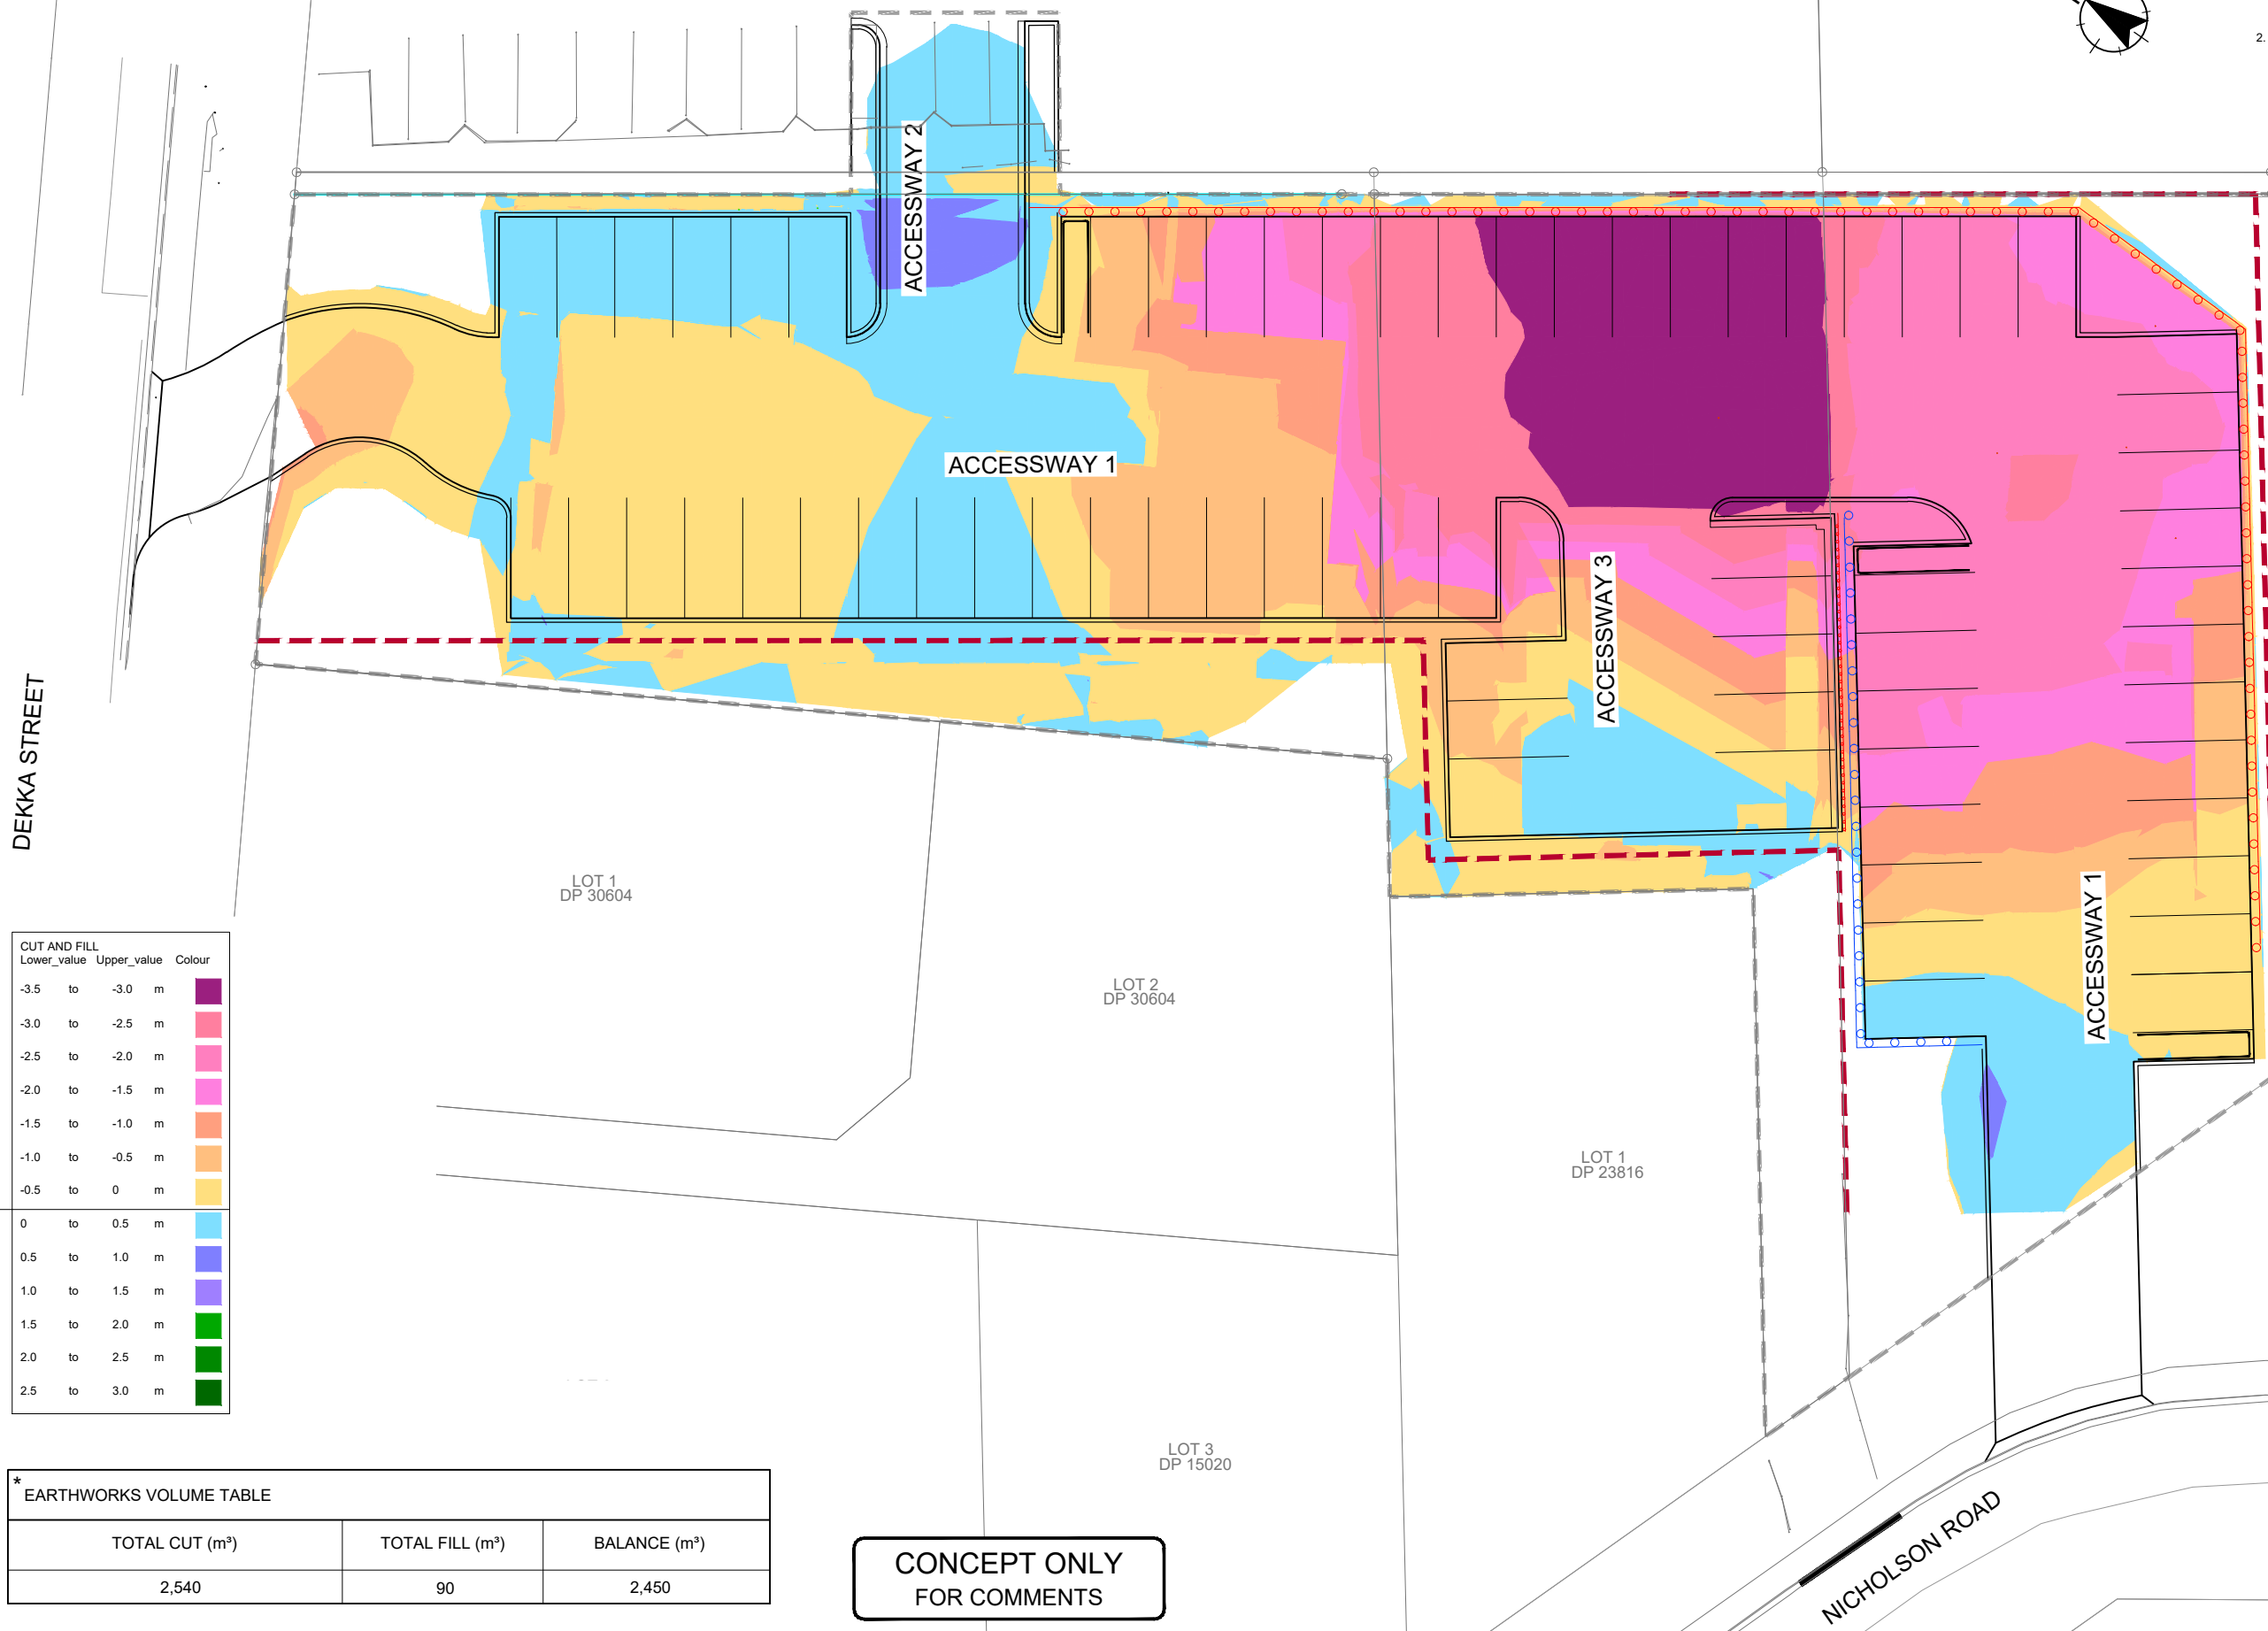 2.
ACCESSWAY 2
ACCESSWAY 1
ACCESSWAY 3
ACCESSWAY 1
DEKKA STREET
LOT 1
DP 30604
LOT 2
DP 30604
LOT 1
DP 23816
LOT 3
DP 15020
NICHOLSON ROAD
CUT AND FILL
Lower_value Upper_value Colour
-3.5 to -3.0 m
-3.0 to -2.5 m
-2.5 to -2.0 m
-2.0 to -1.5 m
-1.5 to -1.0 m
-1.0 to -0.5 m
-0.5 to 0 m
0 to 0.5 m
0.5 to 1.0 m
1.0 to 1.5 m
1.5 to 2.0 m
2.0 to 2.5 m
2.5 to 3.0 m
* EARTHWORKS VOLUME TABLE
TOTAL CUT (m³) TOTAL FILL (m³) BALANCE (m³)
2,540 90 2,450
CONCEPT ONLY
FOR COMMENTS